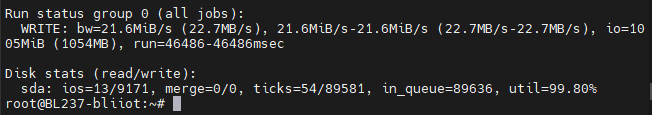 Run status group 0 (all jobs):
  WRITE: bw=21.6MiB/s (22.7MB/s), 21.6MiB/s-21.6MiB/s (22.7MB/s-22.7MB/s), io=10
05MiB (1054MB), run=46486-46486msec
Disk stats (read/write):
  sda: ios=13/9171, merge=0/0, ticks=54/89581, in_queue=89636, util=99.80%
root@BL237-bliiot:~#